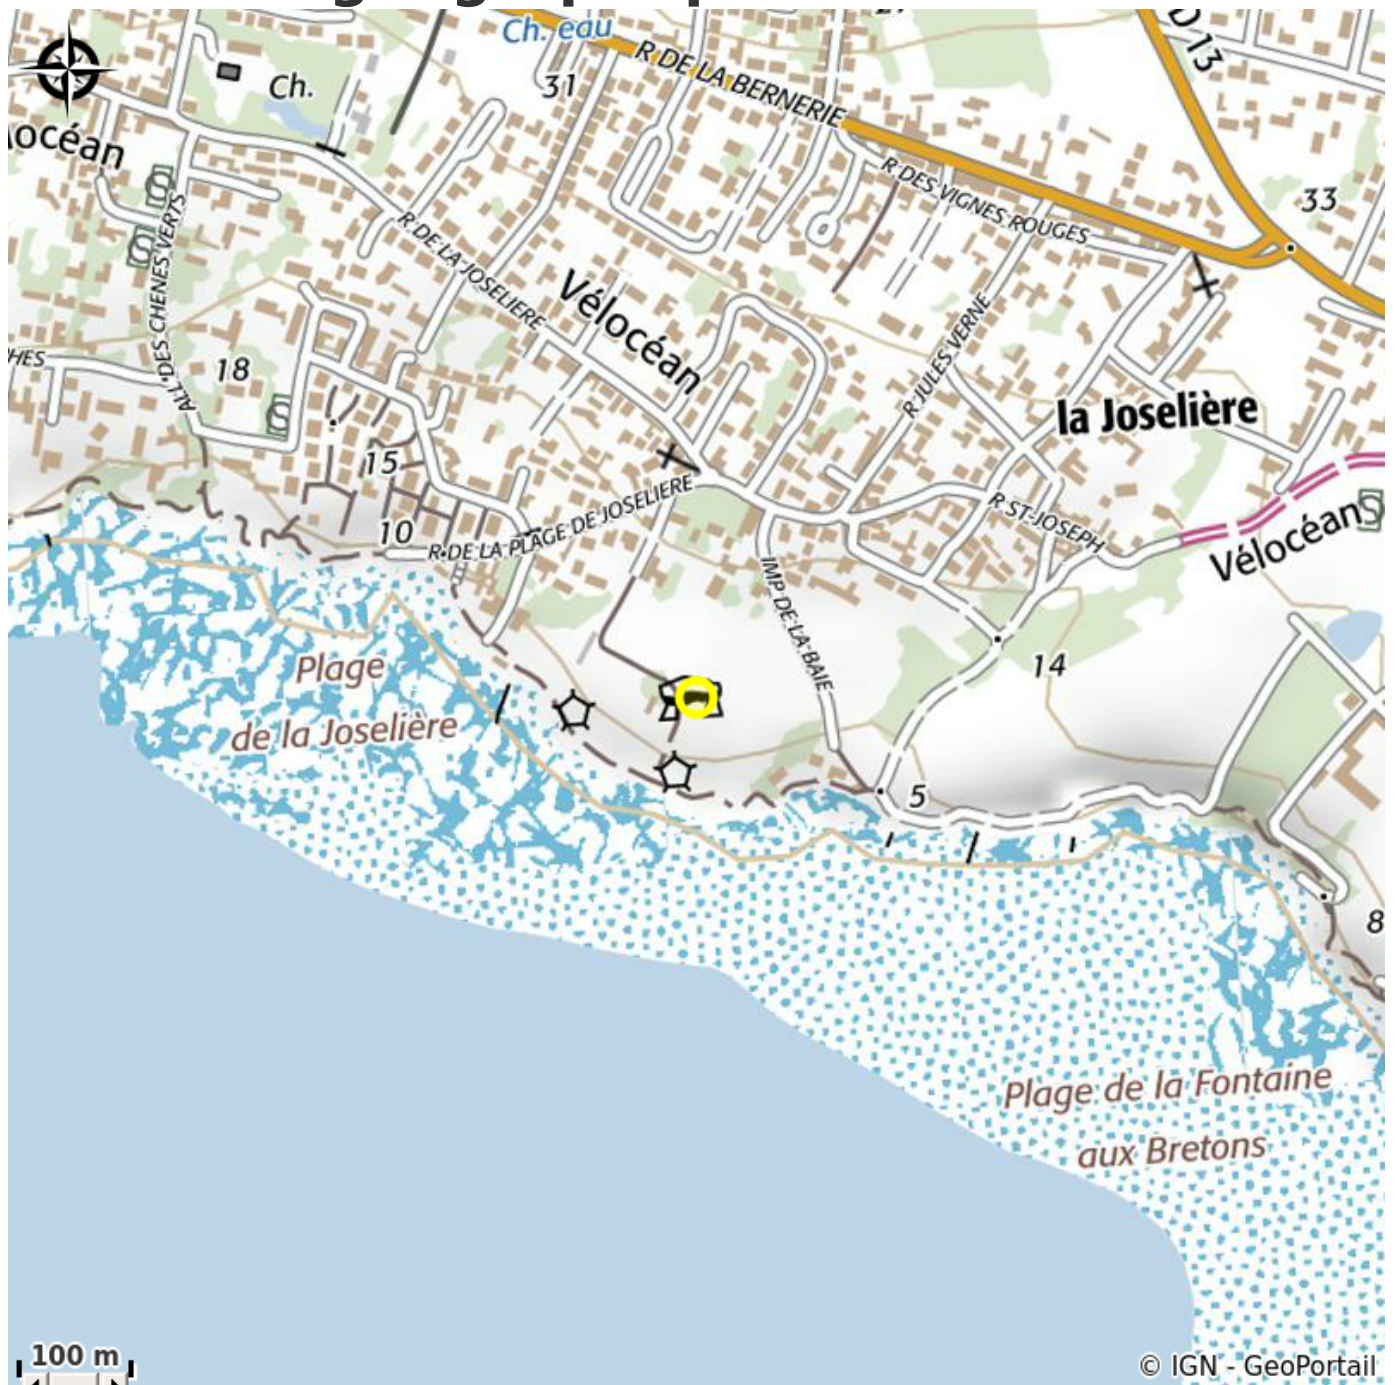 Ch. eau
R DE LA BERNERIE
D 13
31
Ch.
océan
R DES VIGNES ROUGES
33
ALL DES CHENES VERTS
R DE LA JOSELIERE
Vélocéan
R JULES VERNE
HES
18
la Joselière
15
R DE LA PLAGE DE JOSELIERE
10
R ST-JOSEPH
Vélocéan
IMP DE LA BAIE
Plage
de la Joselière
14
5
8
Plage de la Fontaine
aux Bretons
100 m
© IGN - GeoPortail